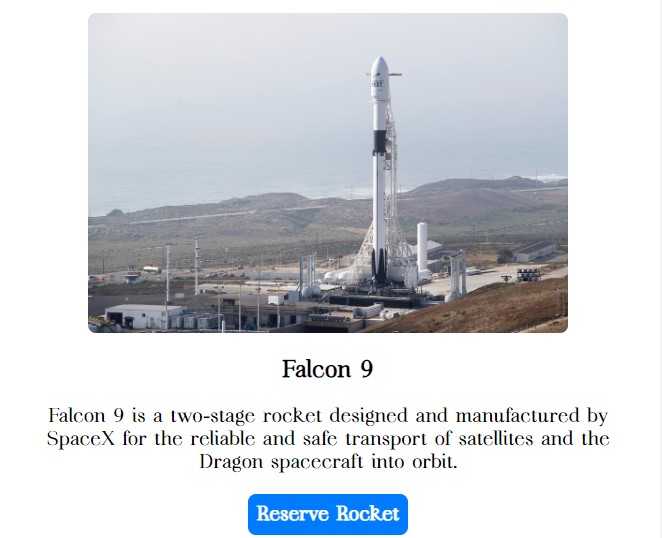 Falcon 9
Falcon 9 is a two-stage rocket designed and manufactured by
SpaceX for the reliable and safe transport of satellites and the
Dragon spacecraft into orbit.
Reserve Rocket